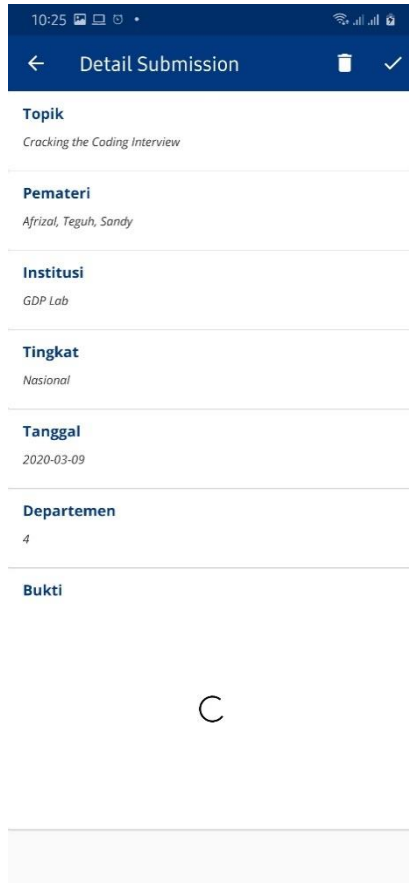 10:25
Detail Submission
Topik
Cracking the Coding Interview
Pemateri
Afrizal, Teguh, Sandy
Institusi
GDP Lab
Tingkat
Nasional
Tanggal
2020-03-09
Departemen
4
Bukti